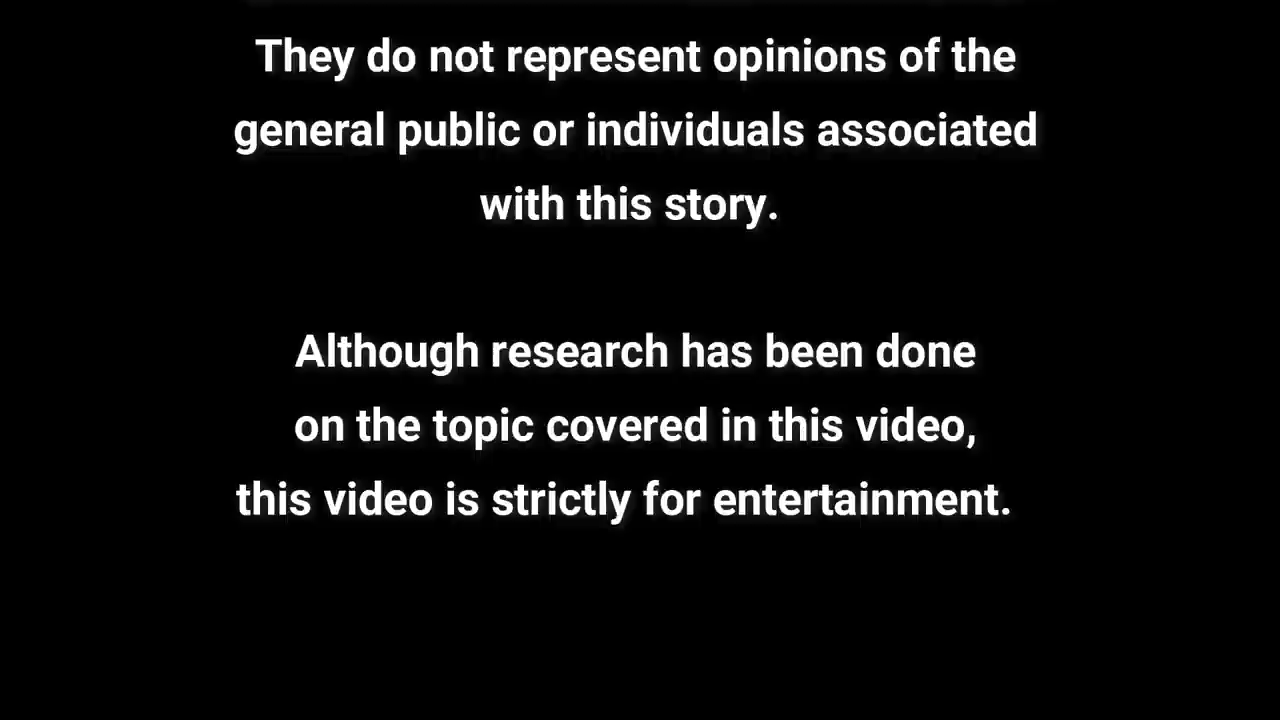 They do not represent opinions of the
general public or individuals associated
with this story.
Although research has been done
on the topic covered in this video,
this video is strictly for entertainment.